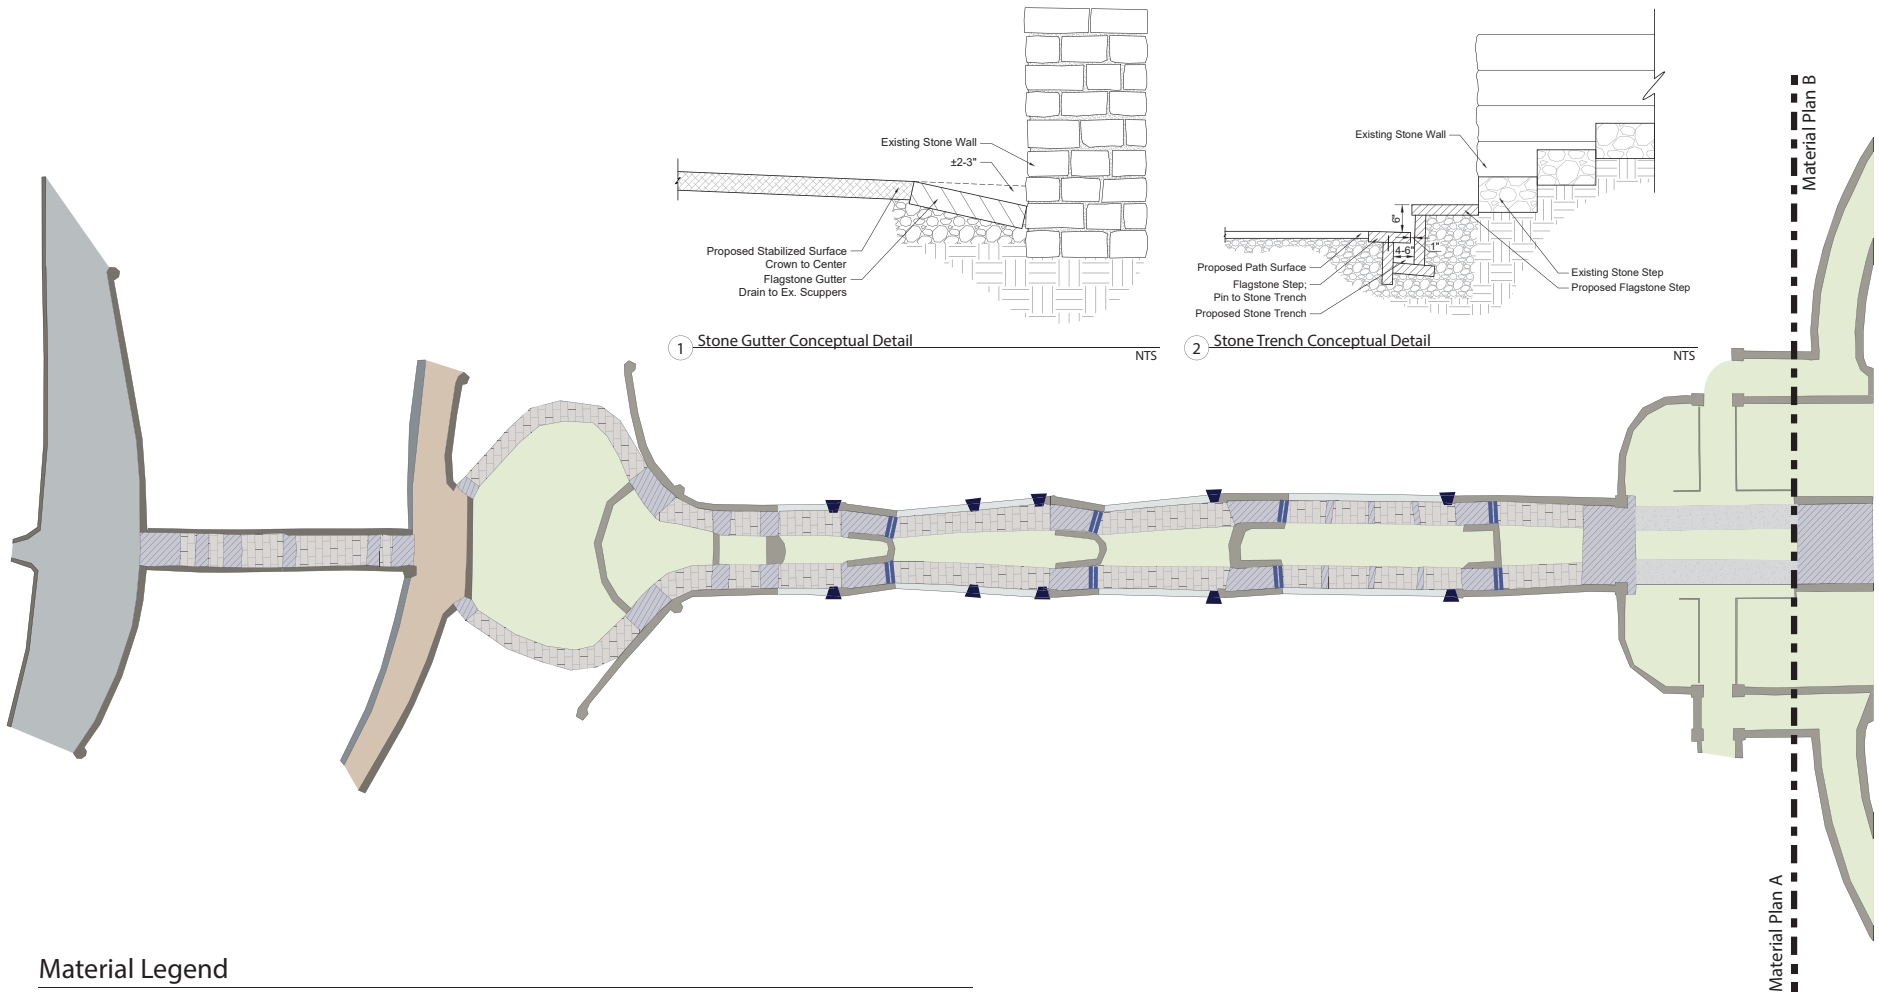 Existing Stone Wall
±2-3"
Proposed Stabilized Surface
Crown to Center
Flagstone Gutter
Drain to Ex. Scuppers
1 Stone Gutter Conceptual Detail
NTS
Existing Stone Wall
6"
1"
4-6"
Proposed Path Surface
Flagstone Step;
Pin to Stone Trench
Proposed Stone Trench
Existing Stone Step
Proposed Flagstone Step
2 Stone Trench Conceptual Detail
NTS
Material Plan B
Material Plan A
Material Legend